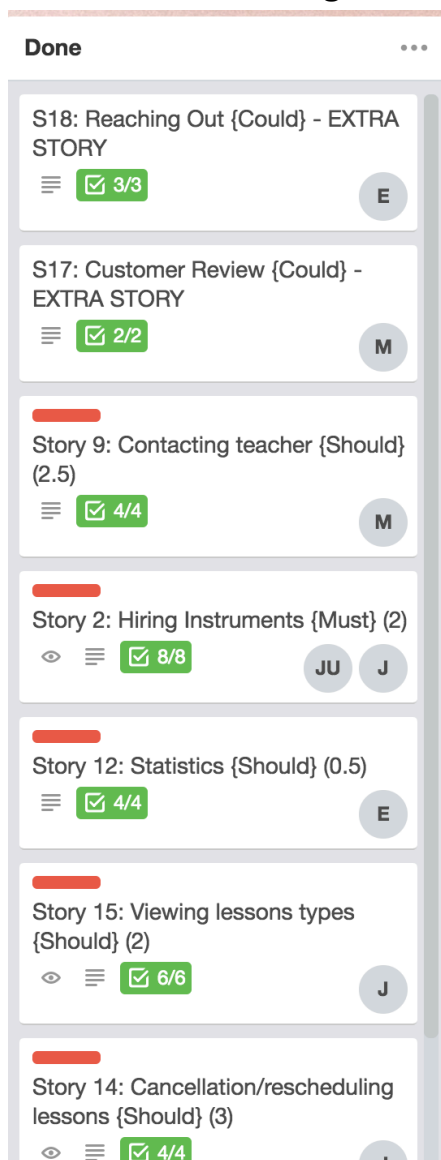 Done
S18: Reaching Out {Could} - EXTRA
STORY
3/3
E
S17: Customer Review {Could} -
EXTRA STORY
2/2
M
Story 9: Contacting teacher {Should}
(2.5)
4/4
M
Story 2: Hiring Instruments {Must} (2)
8/8
JU J
Story 12: Statistics {Should} (0.5)
4/4
E
Story 15: Viewing lessons types
{Should} (2)
6/6
J
Story 14: Cancellation/rescheduling
lessons {Should} (3)
4/4